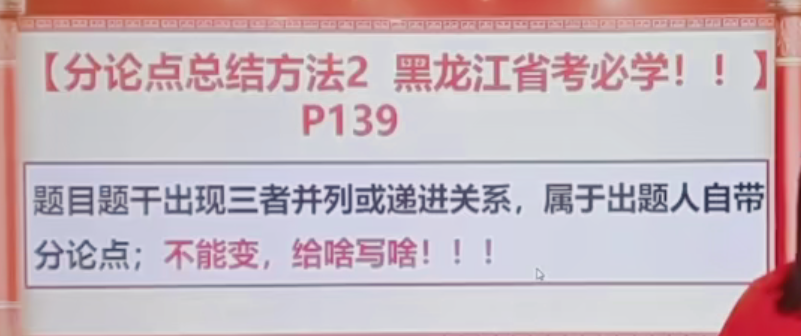 【分论点总结方法2 黑龙江省考必学！！】
P139
题目题干出现三者并列或递进关系，属于出题人自带
分论点；不能变，给啥写啥！！！